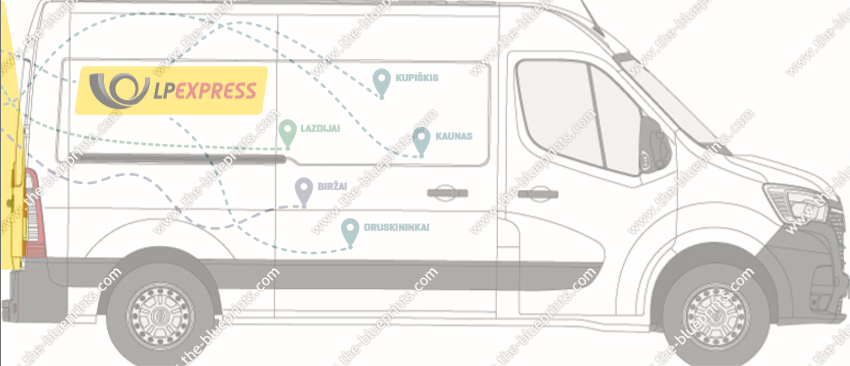 KUPIŠKIS
LPEXPRESS
LAZDIJAI
KAUNAS
BIRŽAI
DRUSKININKAI
www.the-blueprints.com